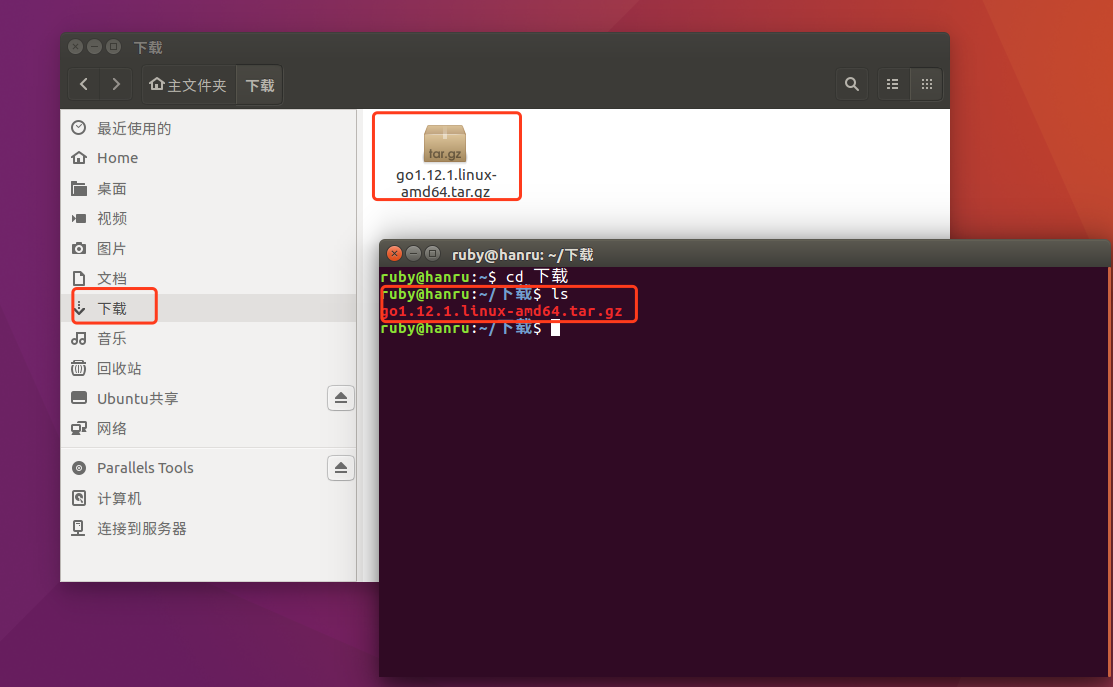 下载
主文件夹
下载
最近使用的
Home
桌面
视频
图片
文档
下载
音乐
回收站
Ubuntu共享
网络
Parallels Tools
计算机
连接到服务器
tar.gz
go1.12.1.linux-
amd64.tar.gz
ruby@hanru: ~/下载
ruby@hanru:~$ cd 下载
ruby@hanru:~/下载$ ls
go1.12.1.linux-amd64.tar.gz
ruby@hanru:~/下载$